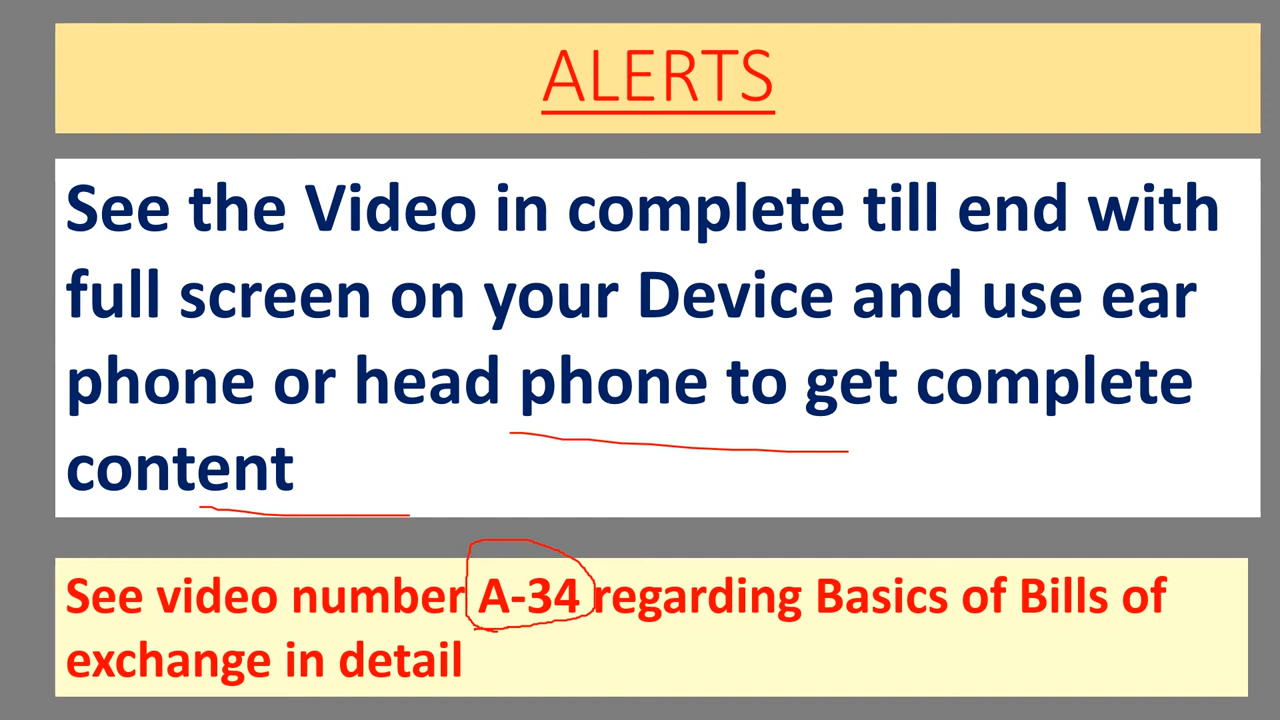 ALERTS
See the Video in complete till end with
full screen on your Device and use ear
phone or head phone to get complete
content
See video number A-34 regarding Basics of Bills of
exchange in detail